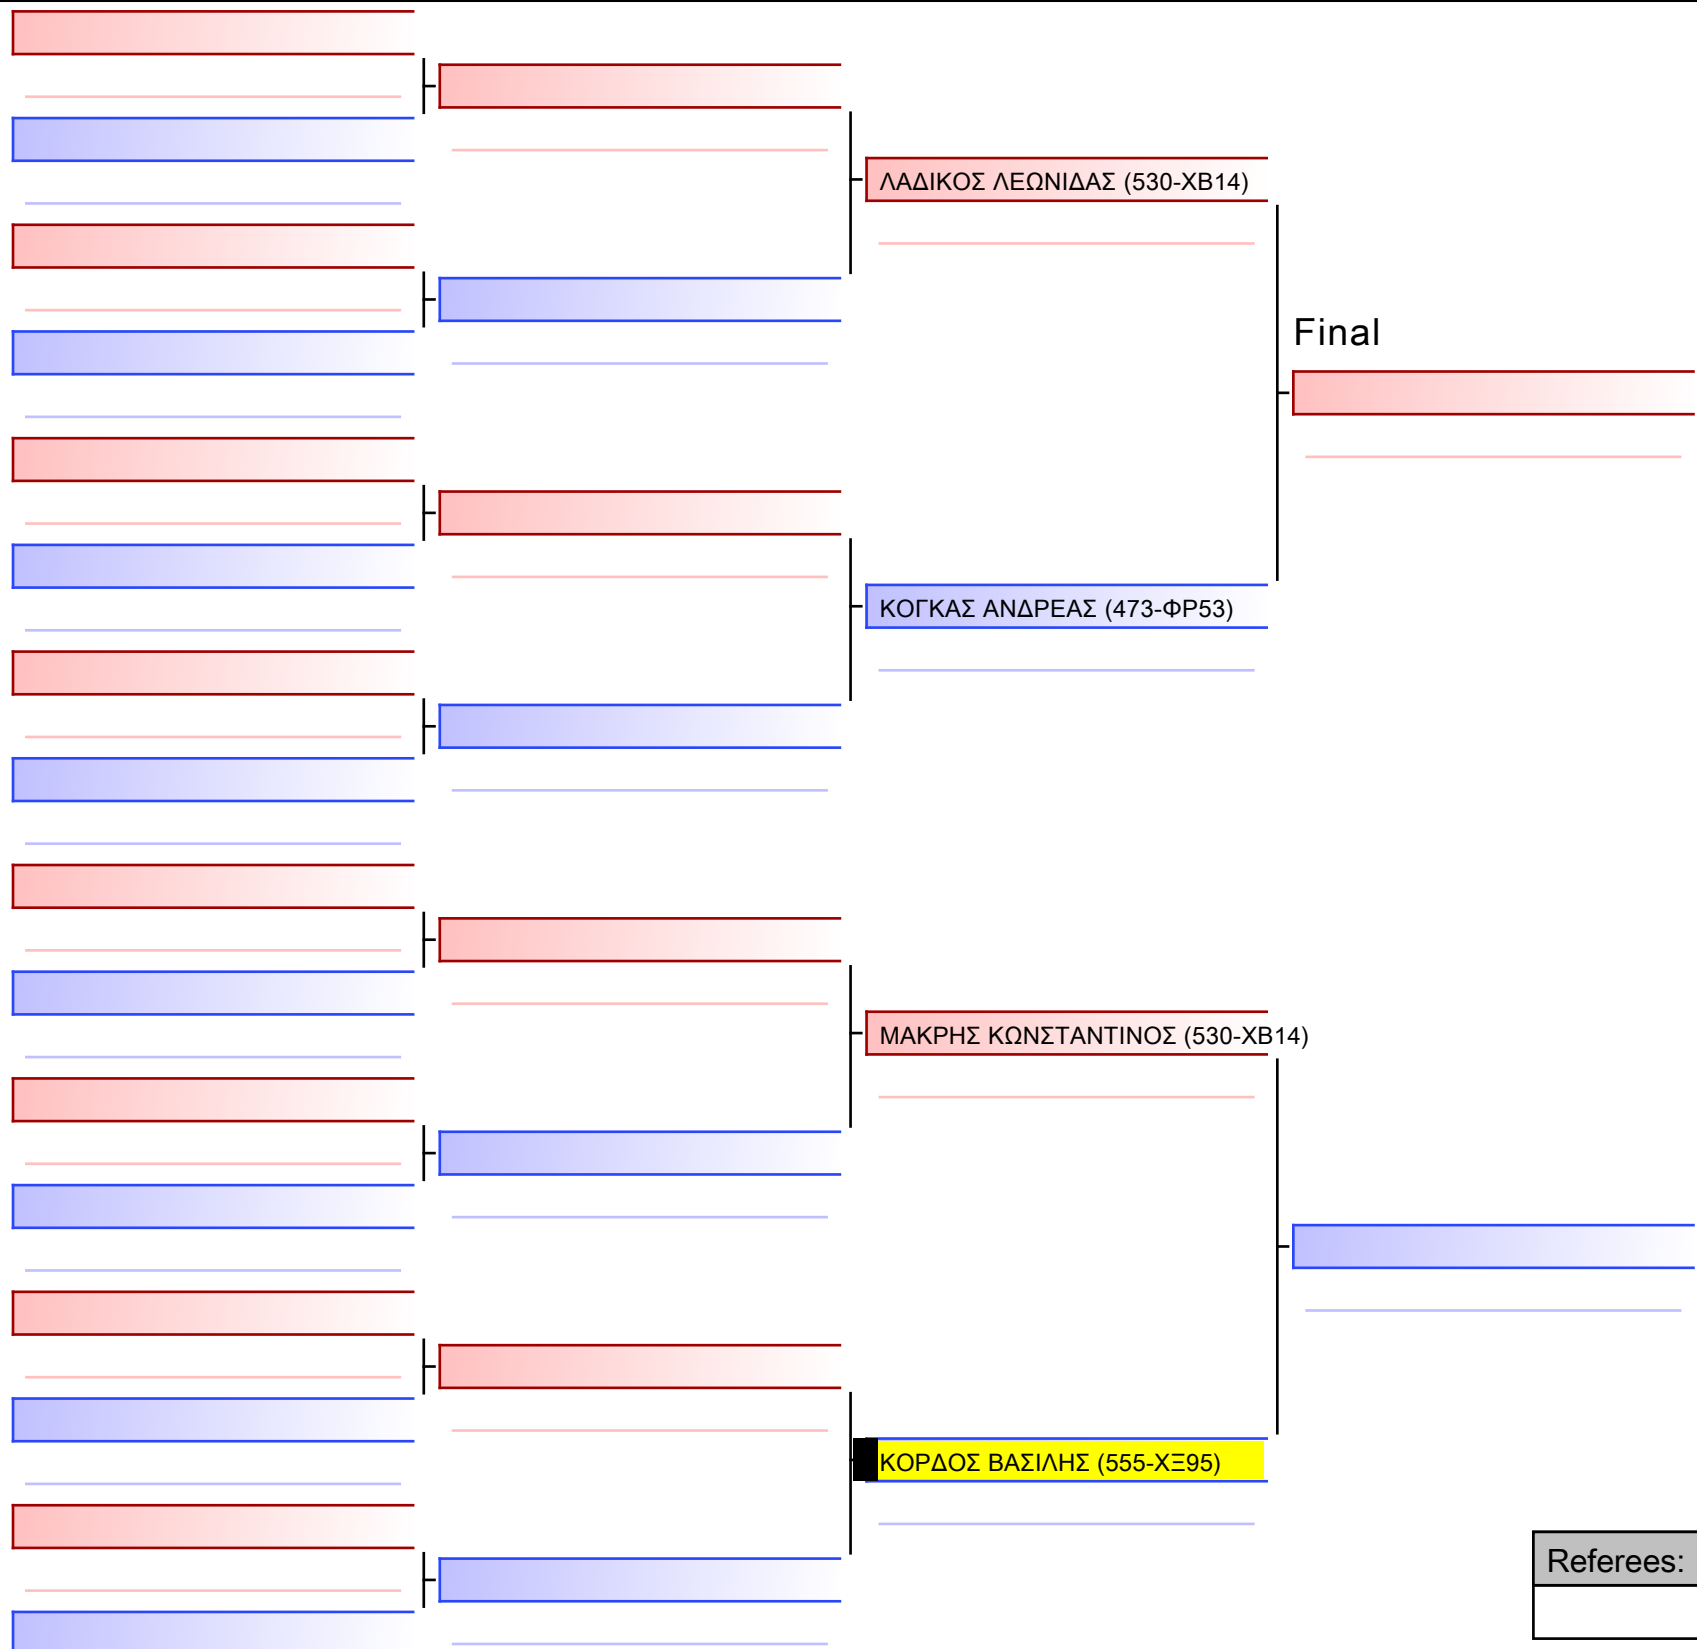 ΛΑΔΙΚΟΣ ΛΕΩΝΙΔΑΣ (530-ΧΒ14)
Final
ΚΟΓΚΑΣ ΑΝΔΡΕΑΣ (473-ΦΡ53)
ΜΑΚΡΗΣ ΚΩΝΣΤΑΝΤΙΝΟΣ (530-ΧΒ14)
ΚΟΡΔΟΣ ΒΑΣΙΛΗΣ (555-ΧΞ95)
Referees: